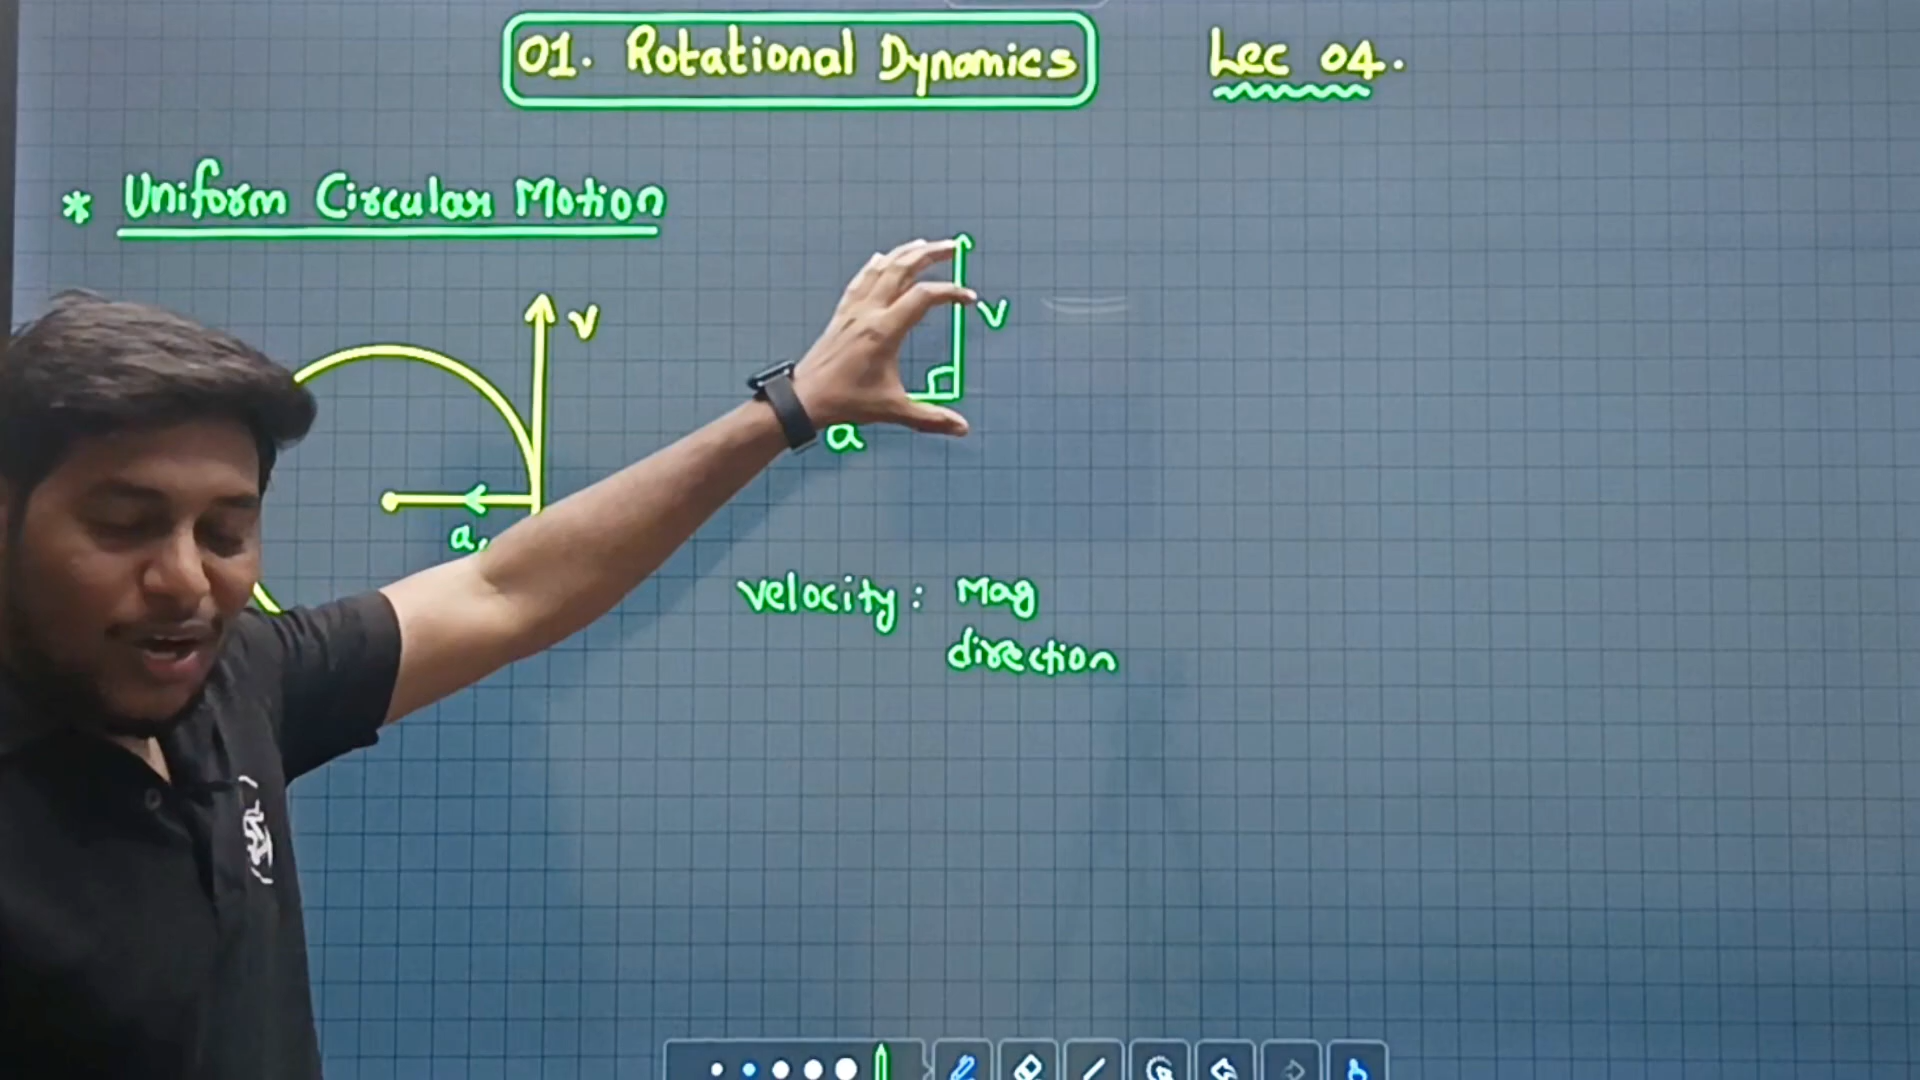 01. Rotational Dynamics Lec 04.
* Uniform Circular Motion
v
v
a
a
velocity: Mag
direction